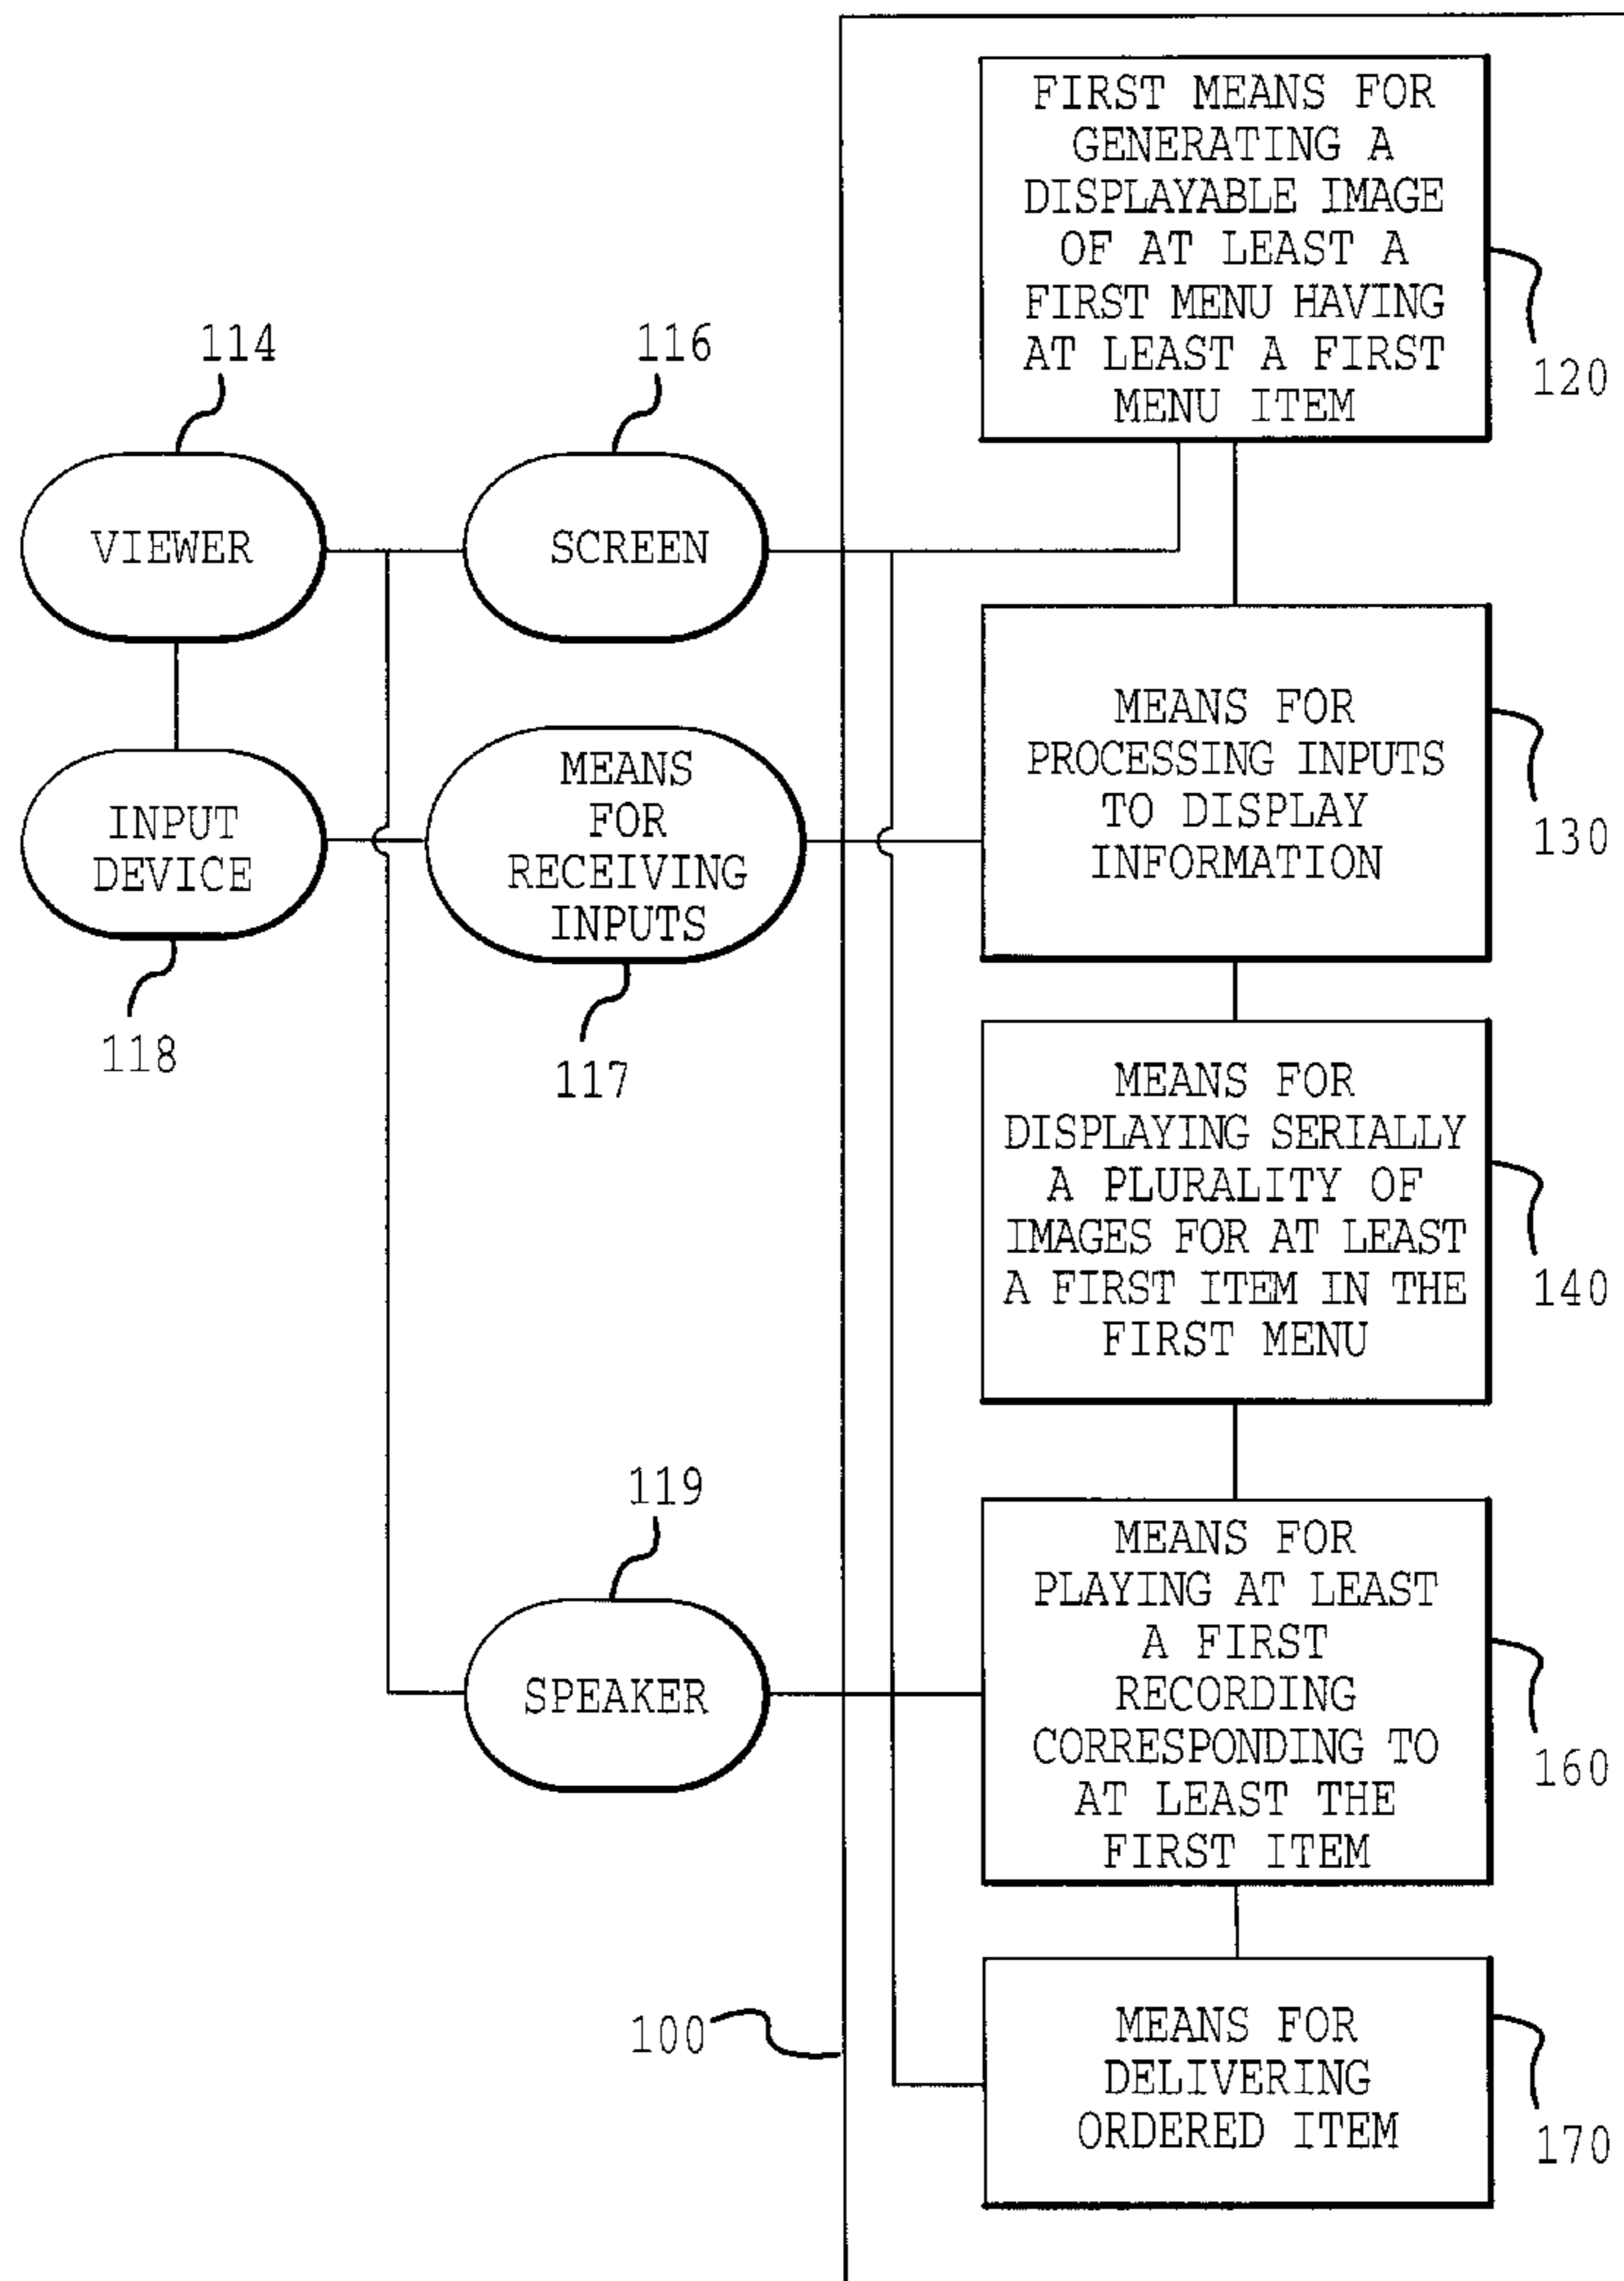 FIRST MEANS FOR
GENERATING A
DISPLAYABLE IMAGE
OF AT LEAST A
FIRST MENU HAVING
AT LEAST A FIRST
MENU ITEM
120
114
116
VIEWER
SCREEN
MEANS FOR
PROCESSING INPUTS
TO DISPLAY
INFORMATION
130
INPUT
DEVICE
MEANS
FOR
RECEIVING
INPUTS
118
117
MEANS FOR
DISPLAYING SERIALLY
A PLURALITY OF
IMAGES FOR AT LEAST
A FIRST ITEM IN THE
FIRST MENU
140
119
SPEAKER
MEANS FOR
PLAYING AT LEAST
A FIRST
RECORDING
CORRESPONDING TO
AT LEAST THE
FIRST ITEM
160
100
MEANS FOR
DELIVERING
ORDERED ITEM
170